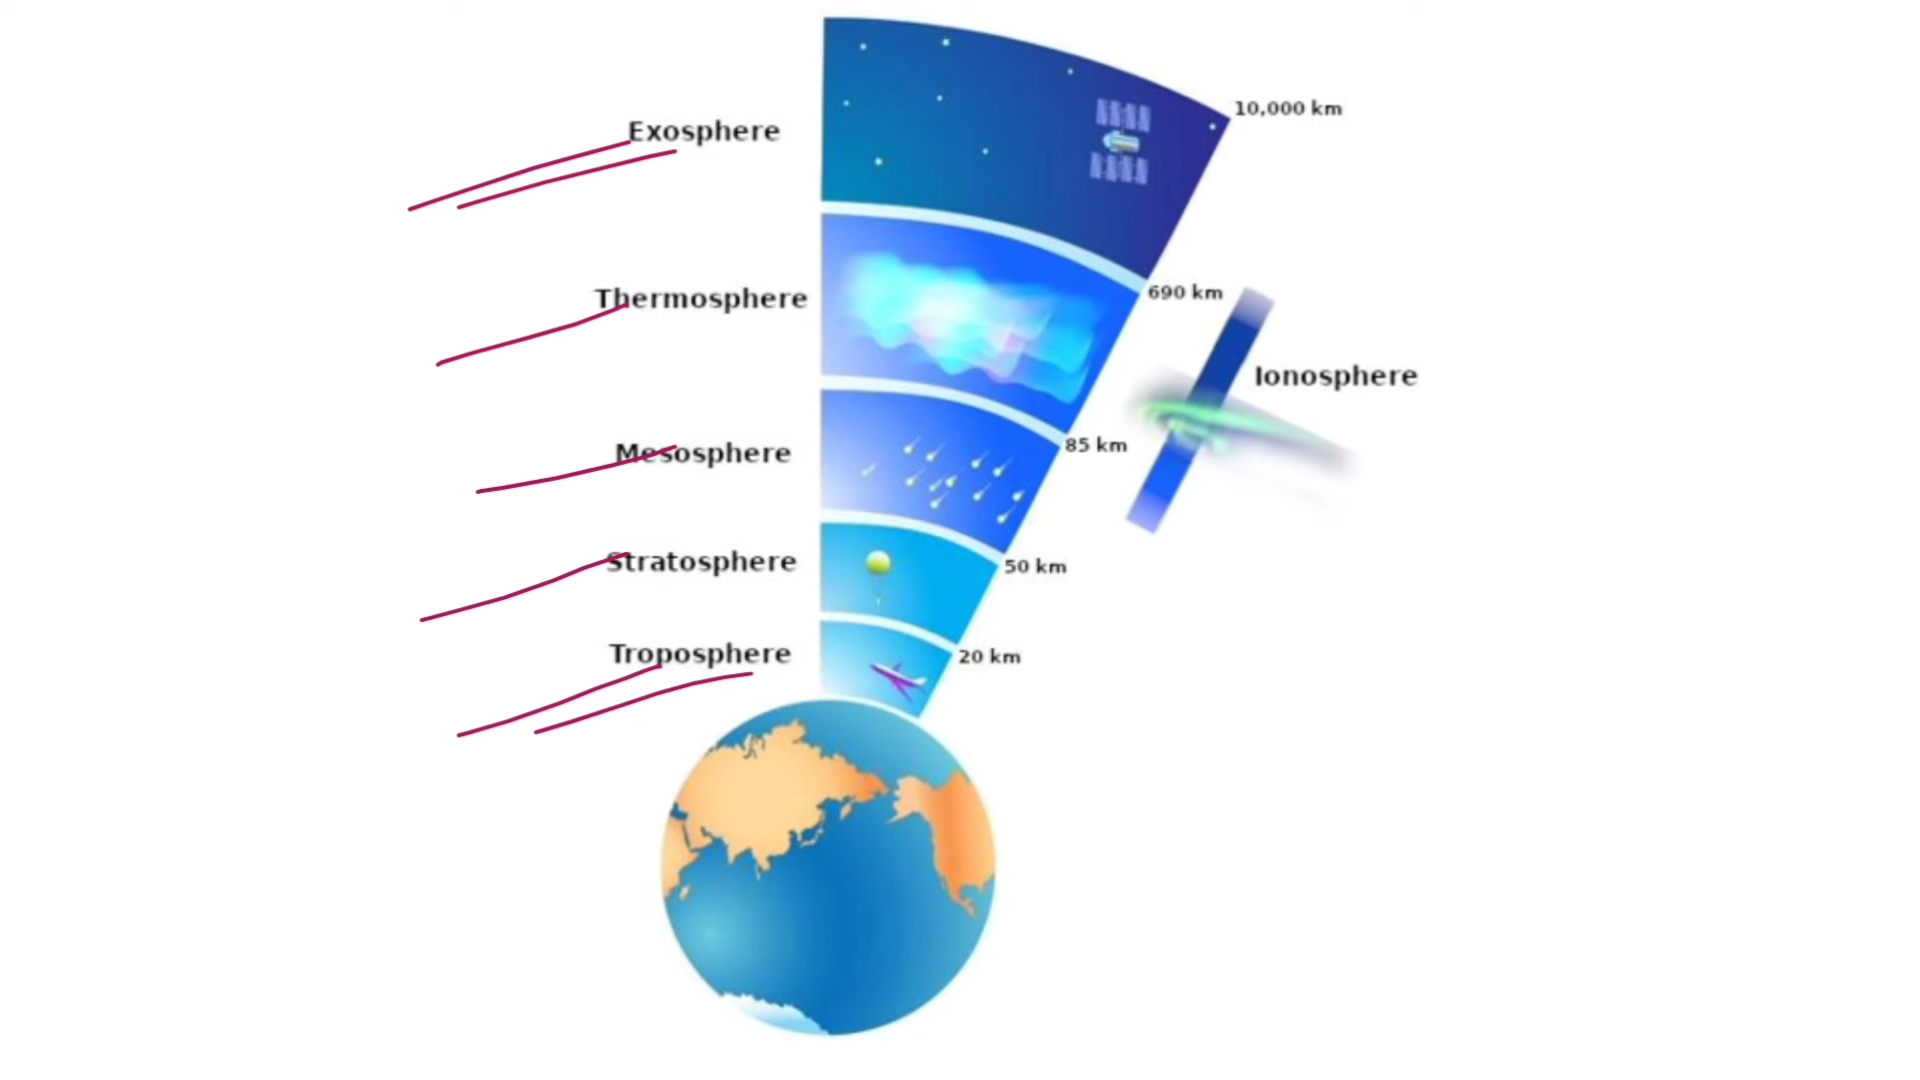 10,000 km
Exosphere
690 km
Thermosphere
Ionosphere
85 km
Mesosphere
50 km
Stratosphere
20 km
Troposphere